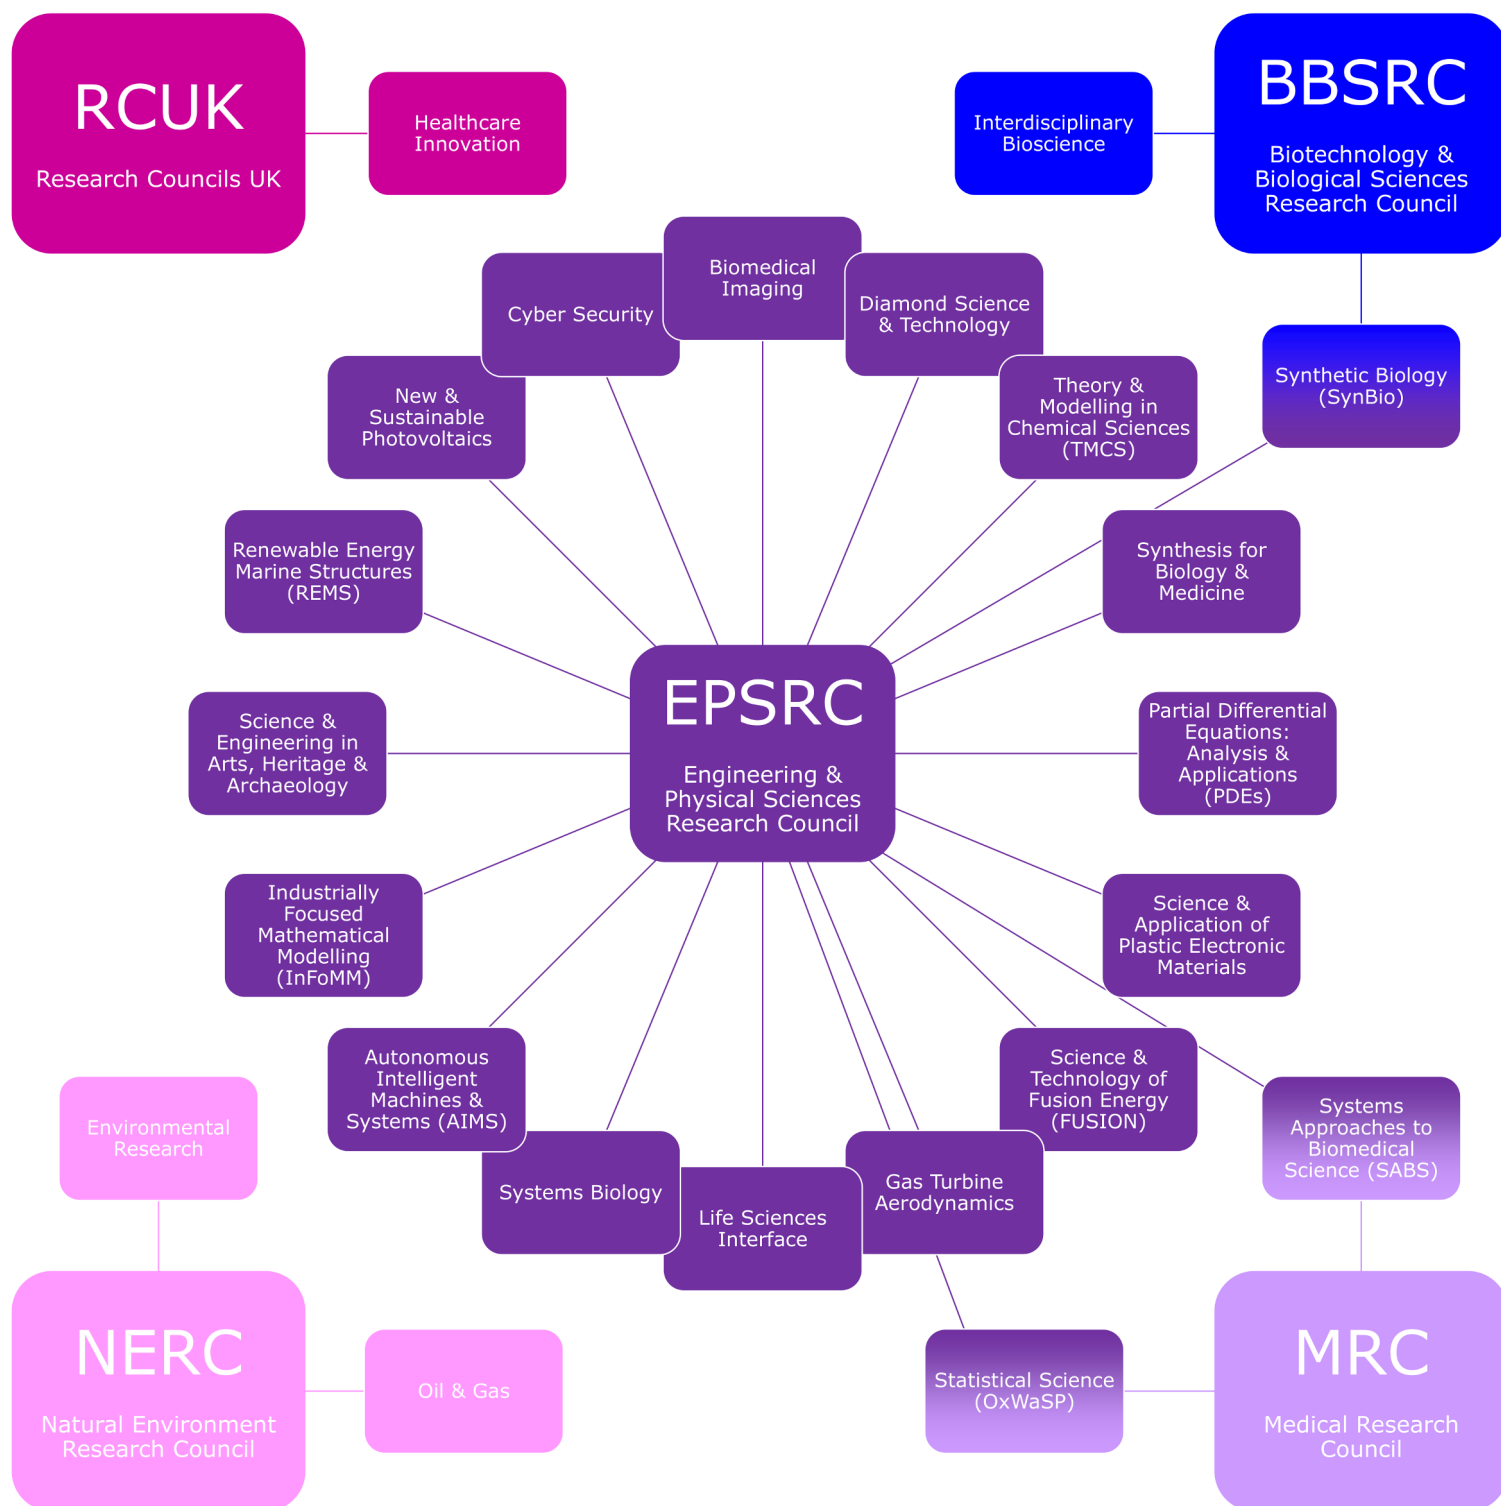 RCUK
Research Councils UK
Healthcare
Innovation
Interdisciplinary
Bioscience
BBSRC
Biotechnology &
Biological Sciences
Research Council
Biomedical
Imaging
Cyber Security
Diamond Science
& Technology
New &
Sustainable
Photovoltaics
Theory &
Modelling in
Chemical Sciences
(TMCS)
Synthetic Biology
(SynBio)
Renewable Energy
Marine Structures
(REMS)
Synthesis for
Biology &
Medicine
Science &
Engineering in
Arts, Heritage &
Archaeology
EPSRC
Engineering &
Physical Sciences
Research Council
Partial Differential
Equations:
Analysis &
Applications
(PDEs)
Industrially
Focused
Mathematical
Modelling
(InFoMM)
Science &
Application of
Plastic Electronic
Materials
Autonomous
Intelligent
Machines &
Systems (AIMS)
Science &
Technology of
Fusion Energy
(FUSION)
Environmental
Research
Systems
Approaches to
Biomedical
Science (SABS)
Systems Biology
Life Sciences
Interface
Gas Turbine
Aerodynamics
NERC
Natural Environment
Research Council
Oil & Gas
Statistical Science
(OxWaSP)
MRC
Medical Research
Council